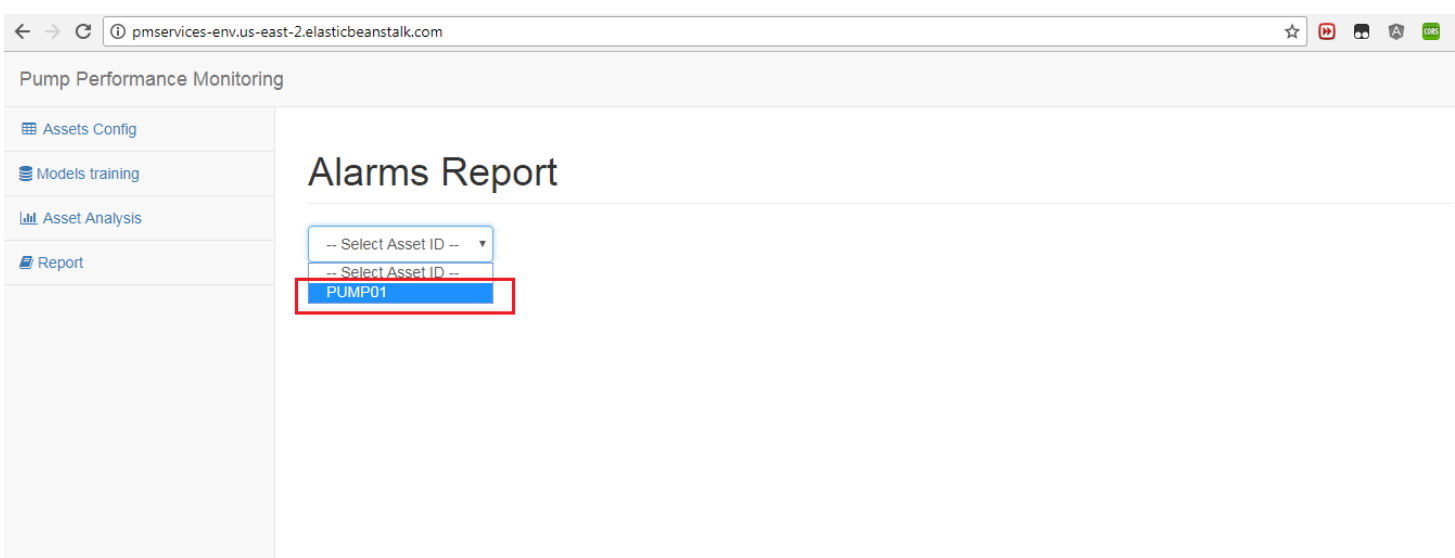 pmservices-env.us-east-2.elasticbeanstalk.com
CORS
Pump Performance Monitoring
Assets Config
Models training
Asset Analysis
Report
Alarms Report
-- Select Asset ID --
-- Select Asset ID --
PUMP01